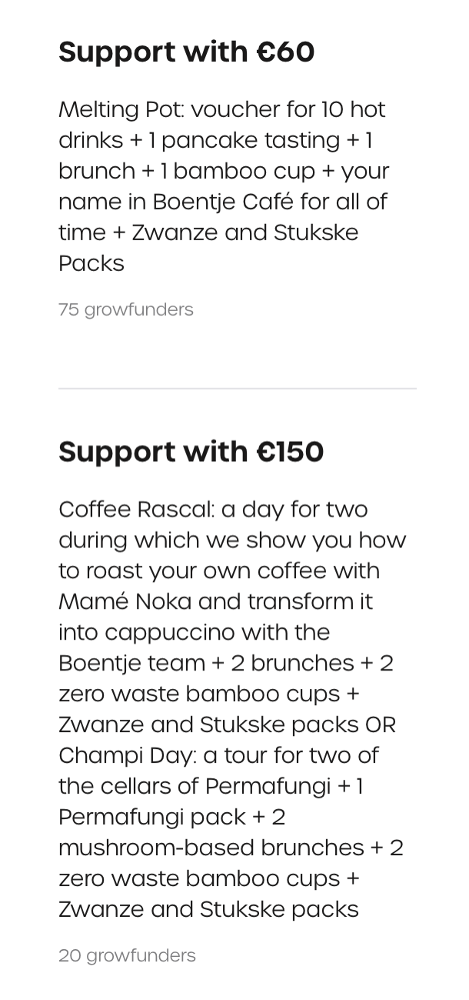 Support with €60
Melting Pot: voucher for 10 hot
drinks + 1 pancake tasting + 1
brunch + 1 bamboo cup + your
name in Boentje Café for all of
time + Zwanze and Stukske
Packs
75 growfunders
Support with €150
Coffee Rascal: a day for two
during which we show you how
to roast your own coffee with
Mamé Noka and transform it
into cappuccino with the
Boentje team + 2 brunches + 2
zero waste bamboo cups +
Zwanze and Stukske packs OR
Champi Day: a tour for two of
the cellars of Permafungi + 1
Permafungi pack + 2
mushroom-based brunches + 2
zero waste bamboo cups +
Zwanze and Stukske packs
20 growfunders